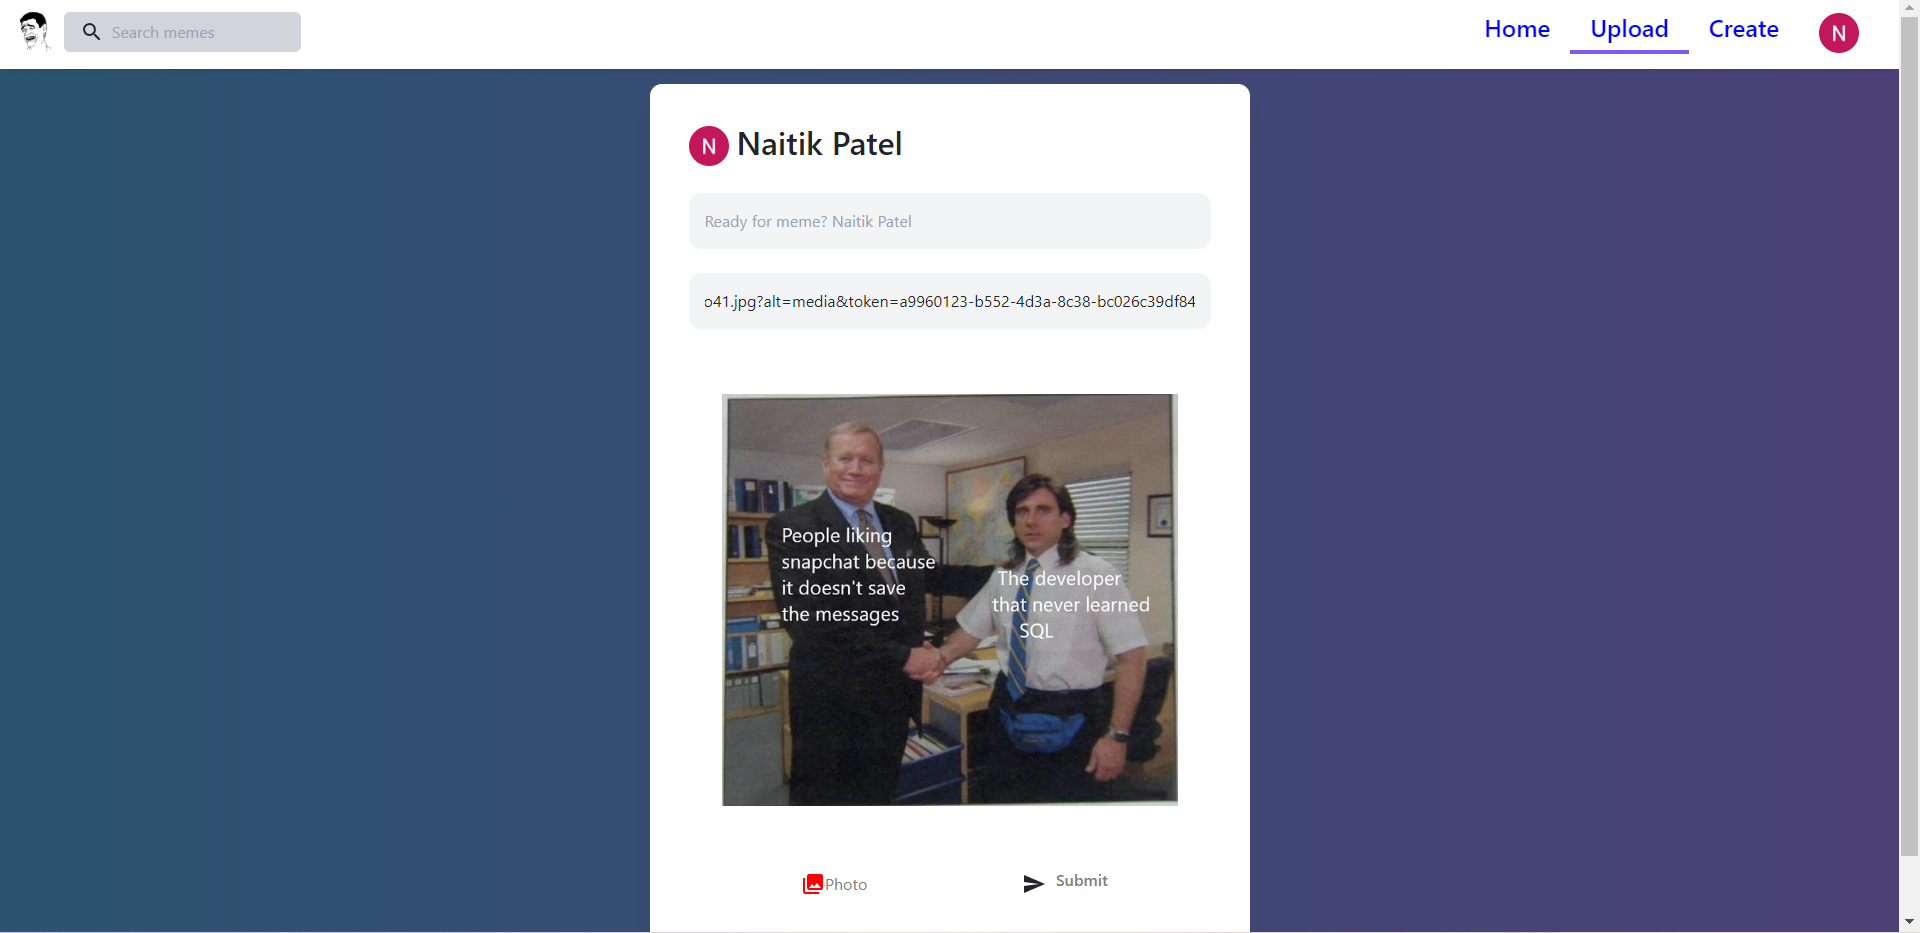 Search memes
Home Upload Create N
N Naitik Patel
Ready for meme? Naitik Patel
o41.jpg?alt=media&token=a9960123-b552-4d3a-8c38-bc026c39df84
People liking
snapchat because
it doesn't save
the messages
The developer
that never learned
SQL
Photo
Submit